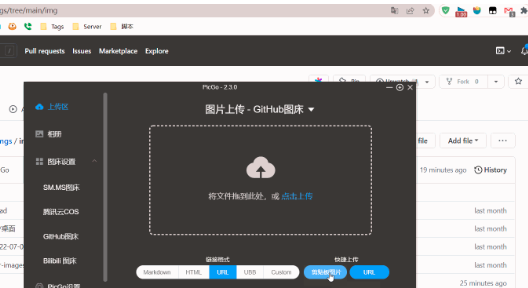 gs/tree/main/img
Tags
Server
脚本
Pull requests
Issues
Marketplace
Explore
PicGo - 2.3.0
上传区
图片上传 - GitHub图床
Fork
0
相册
file
Add file
图床设置
19 minutes ago
History
SM.MS图床
将文件拖到此处，或 点击上传
腾讯云COS
last month
桌面
last month
GitHub图床
22-07-0
last month
Bilibili 图床
链接格式
快捷上传
r-images
last month
Markdown
HTML
URL
UBB
Custom
剪贴板图片
URL
PicGo设置
25 minutes ago